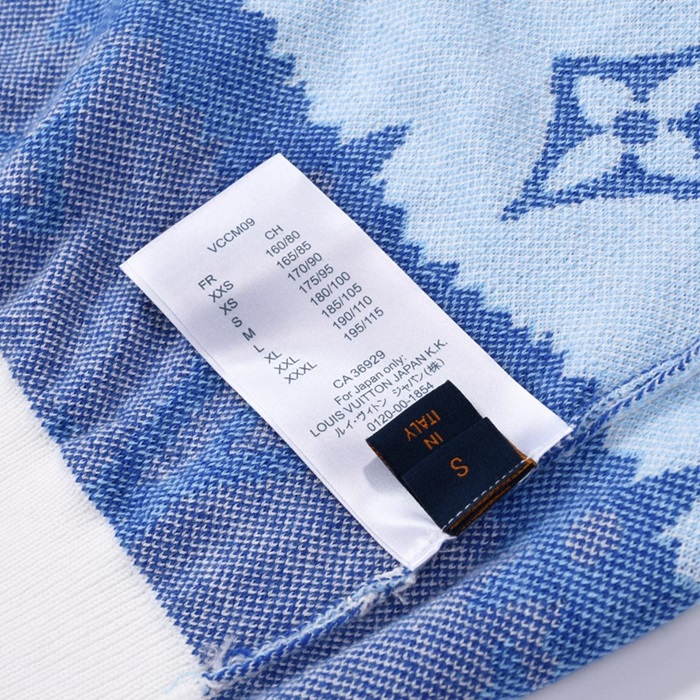 VCCM09
FR CH
XXS 160/80
XS 165/85
S 170/90
M 175/95
L 180/100
XL 185/105
XXL 190/110
XXXL 195/115
CA 36929
For Japan only:
LOUIS VUITTON JAPAN K.K.
ルイ・ヴィトン ジャパン(株)
0120-00-1854
IN
ITALY
S